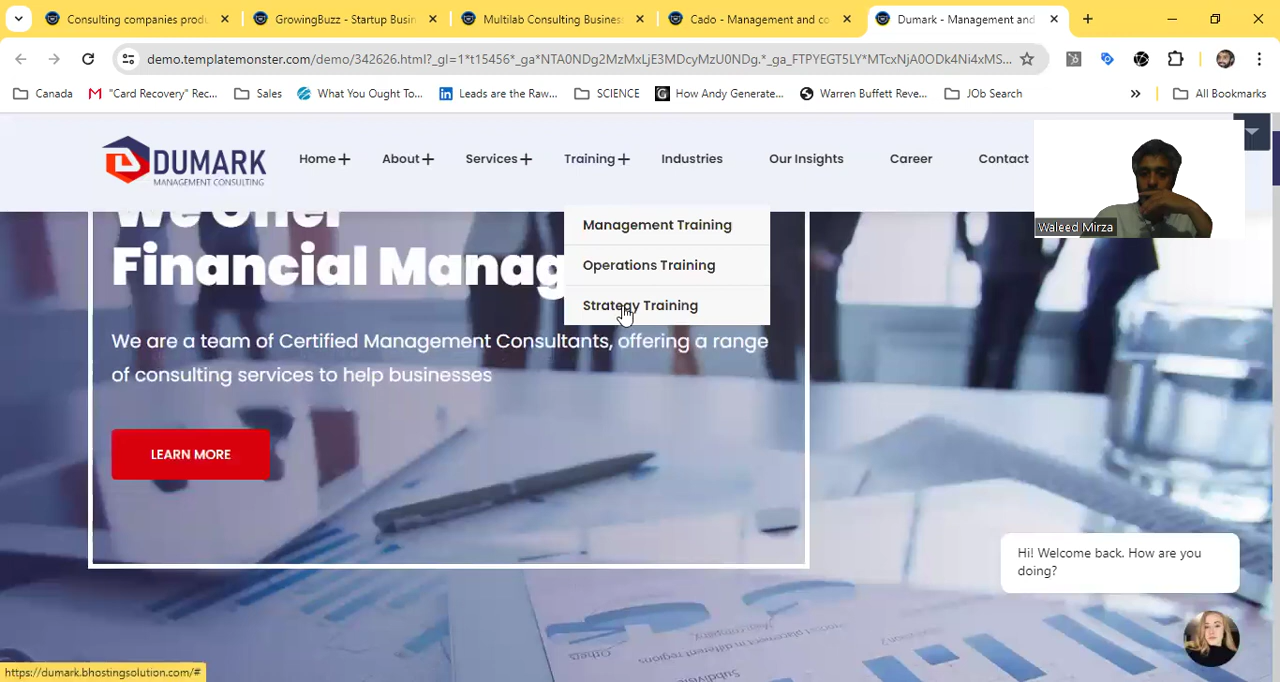 Consulting companies produ
GrowingBuzz - Startup Busin
Multilab Consulting Business
Cado - Management and co
Dumark - Management and
demo.templatemonster.com/demo/342626.html?_gl=1*t15456*_ga*NTA0NDg2MzMxLjE3MDcyMzU0NDg.*_ga_FTPYEGT5LY*MTcxNjA0ODk4Ni4xMS...
Canada
"Card Recovery" Rec...
Sales
What You Ought To...
Leads are the Raw...
SCIENCE
How Andy Generate...
Warren Buffett Reve...
JOb Search
All Bookmarks
DUMARK
MANAGEMENT CONSULTING
Home
About
Services
Training
Industries
Our Insights
Career
Contact
Waleed Mirza
Management Training
Operations Training
Strategy Training
We Offer
Financial Manag
We are a team of Certified Management Consultants, offering a range
of consulting services to help businesses
LEARN MORE
Hi! Welcome back. How are you
doing?
Others
https://dumark.bhostingsolution.com/#